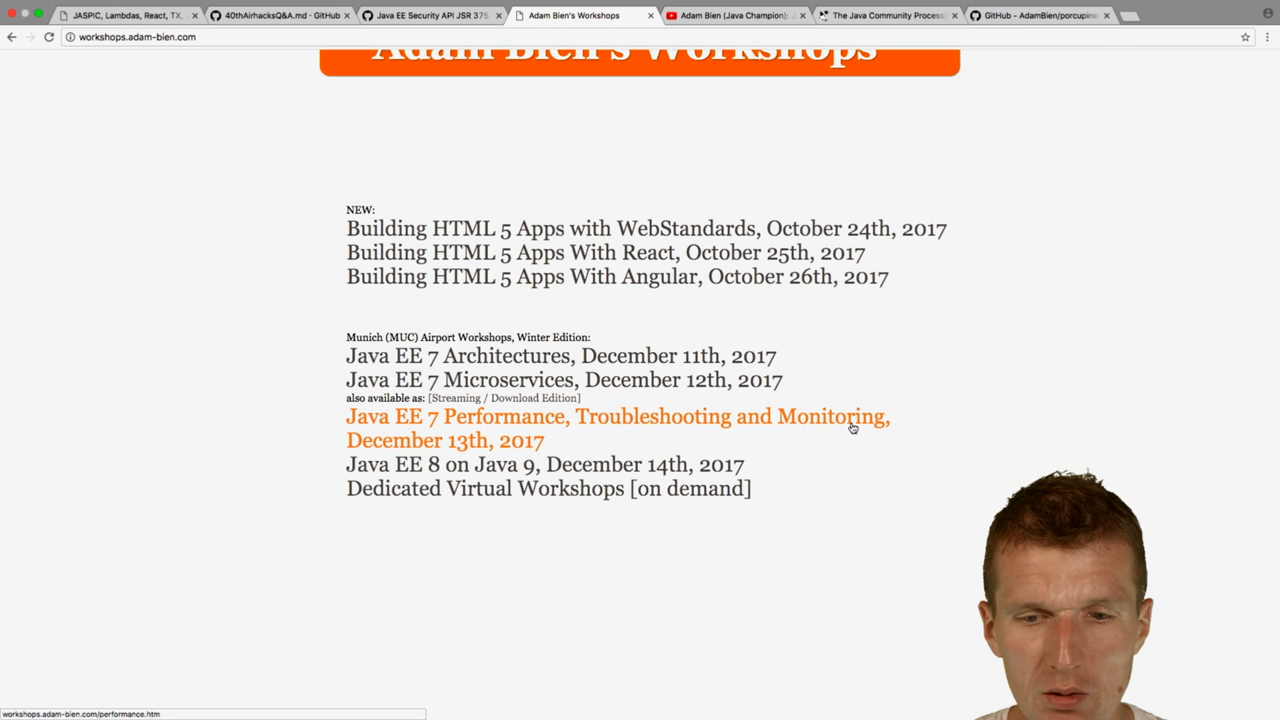 JASPIC, Lambdas, React, TX,
40thAirhacksQ&A.md · GitHub
Java EE Security API JSR 375
Adam Bien's Workshops
Adam Bien (Java Champion): J
The Java Community Process
GitHub - AdamBien/porcupine
workshops.adam-bien.com
Adam Bien's Workshops
NEW:
Building HTML 5 Apps with WebStandards, October 24th, 2017
Building HTML 5 Apps With React, October 25th, 2017
Building HTML 5 Apps With Angular, October 26th, 2017
Munich (MUC) Airport Workshops, Winter Edition:
Java EE 7 Architectures, December 11th, 2017
Java EE 7 Microservices, December 12th, 2017
also available as: [Streaming / Download Edition]
Java EE 7 Performance, Troubleshooting and Monitoring,
December 13th, 2017
Java EE 8 on Java 9, December 14th, 2017
Dedicated Virtual Workshops [on demand]
workshops.adam-bien.com/performance.htm